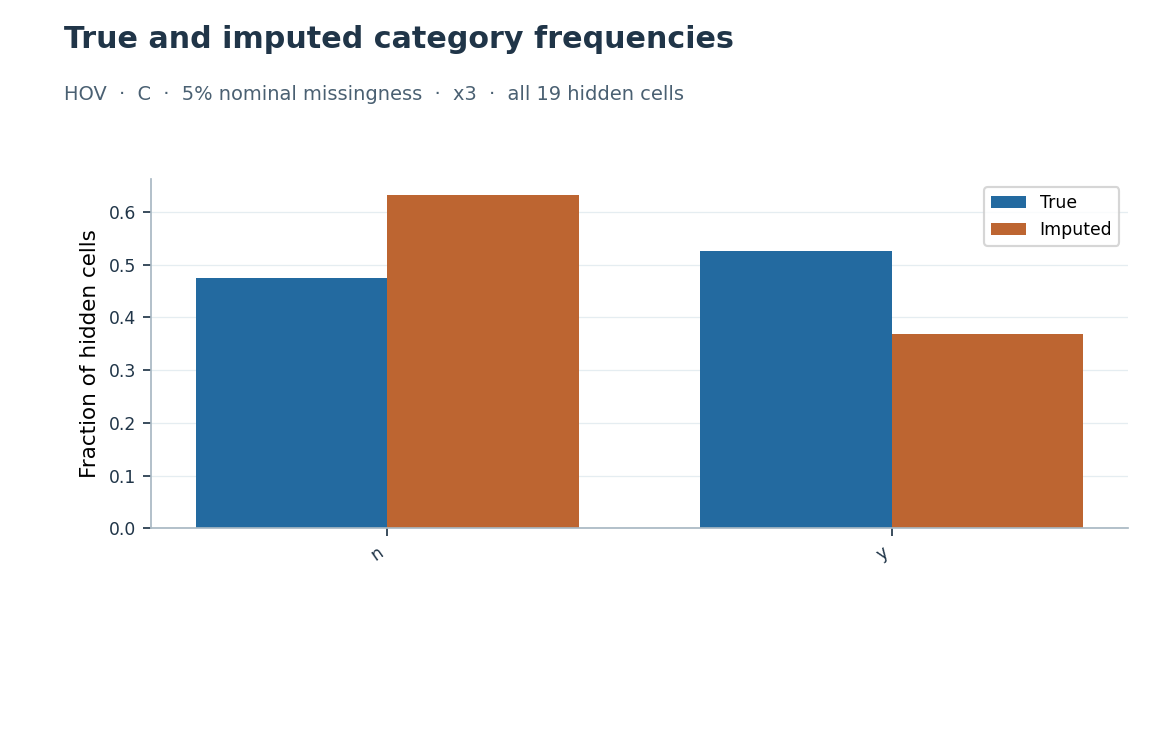 True and imputed category frequencies
HOV · C · 5% nominal missingness · x3 · all 19 hidden cells
Fraction of hidden cells
0.6
0.5
0.4
0.3
0.2
0.1
0.0
True
Imputed
n
y